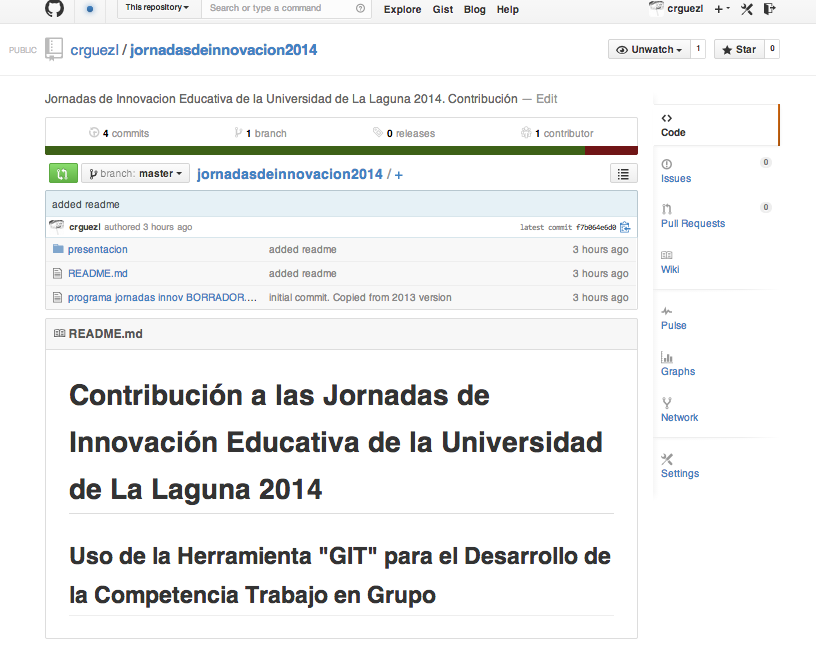 This repository
Search or type a command
Explore Gist Blog Help
crguezl
PUBLIC crguezl / jornadasdeinnovacion2014
Unwatch 1 Star 0
Jornadas de Innovacion Educativa de la Universidad de La Laguna 2014. Contribución — Edit
4 commits 1 branch 0 releases 1 contributor
branch: master jornadasdeinnovacion2014 / +
added readme
crguezl authored 3 hours ago latest commit f7b064e6d0
presentacion added readme 3 hours ago
README.md added readme 3 hours ago
programa jornadas innov BORRADOR.... initial commit. Copied from 2013 version 3 hours ago
README.md
Contribución a las Jornadas de
Innovación Educativa de la Universidad
de La Laguna 2014
Uso de la Herramienta "GIT" para el Desarrollo de
la Competencia Trabajo en Grupo
Code
Issues 0
Pull Requests 0
Wiki
Pulse
Graphs
Network
Settings